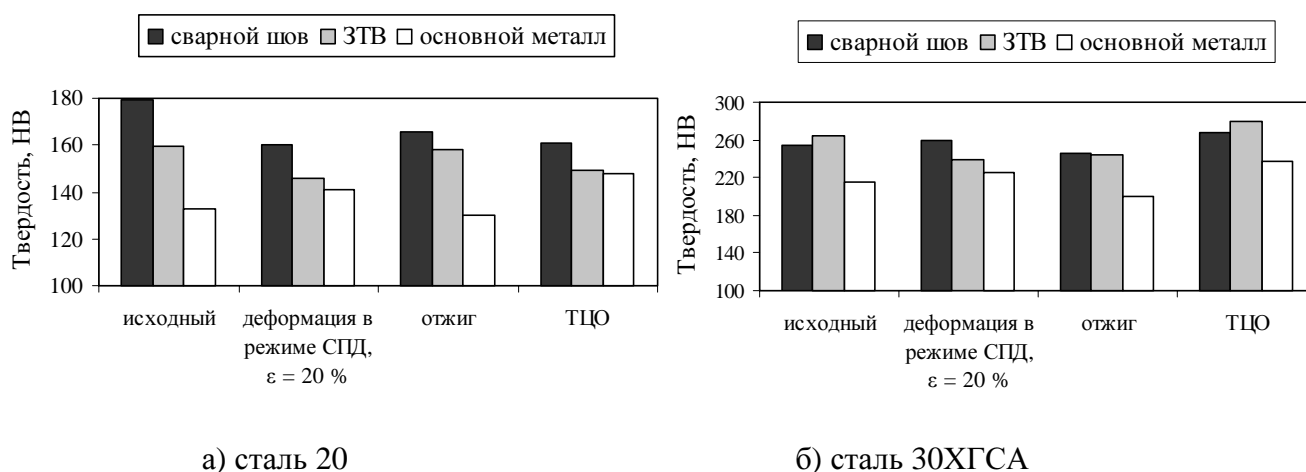 сварной шов ЗТВ основной металл
Твердость, НВ
180
160
140
120
100
исходный деформация в отжиг ТЦО
режиме СПД,
ε = 20 %
а) сталь 20
сварной шов ЗТВ основной металл
Твердость, НВ
300
260
220
180
140
100
исходный деформация в отжиг ТЦО
режиме СПД,
ε = 20 %
б) сталь 30ХГСА